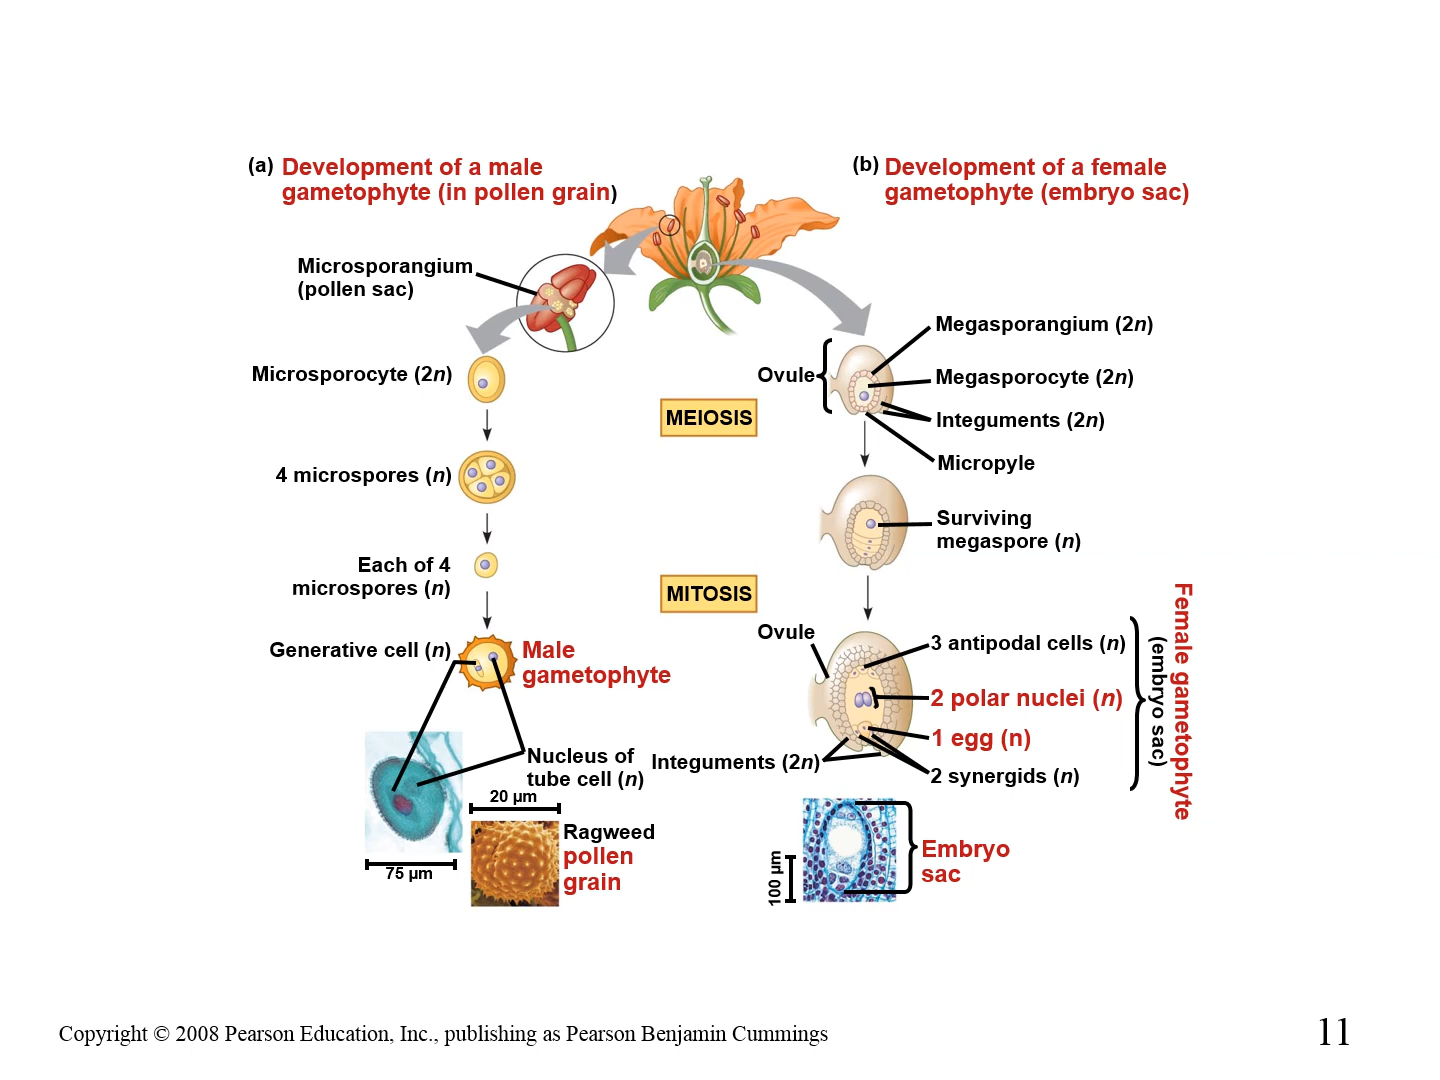 (a) Development of a male
gametophyte (in pollen grain)
(b) Development of a female
gametophyte (embryo sac)
Microsporangium
(pollen sac)
Microsporocyte (2n)
4 microspores (n)
Each of 4
microspores (n)
Generative cell (n)
Male
gametophyte
Nucleus of
tube cell (n)
75 µm
20 µm
Ragweed
pollen
grain
MEIOSIS
MITOSIS
Ovule
Megasporangium (2n)
Megasporocyte (2n)
Integuments (2n)
Micropyle
Surviving
megaspore (n)
Ovule
3 antipodal cells (n)
2 polar nuclei (n)
1 egg (n)
2 synergids (n)
Integuments (2n)
Female gametophyte
(embryo sac)
100 µm
Embryo
sac
Copyright © 2008 Pearson Education, Inc., publishing as Pearson Benjamin Cummings
11